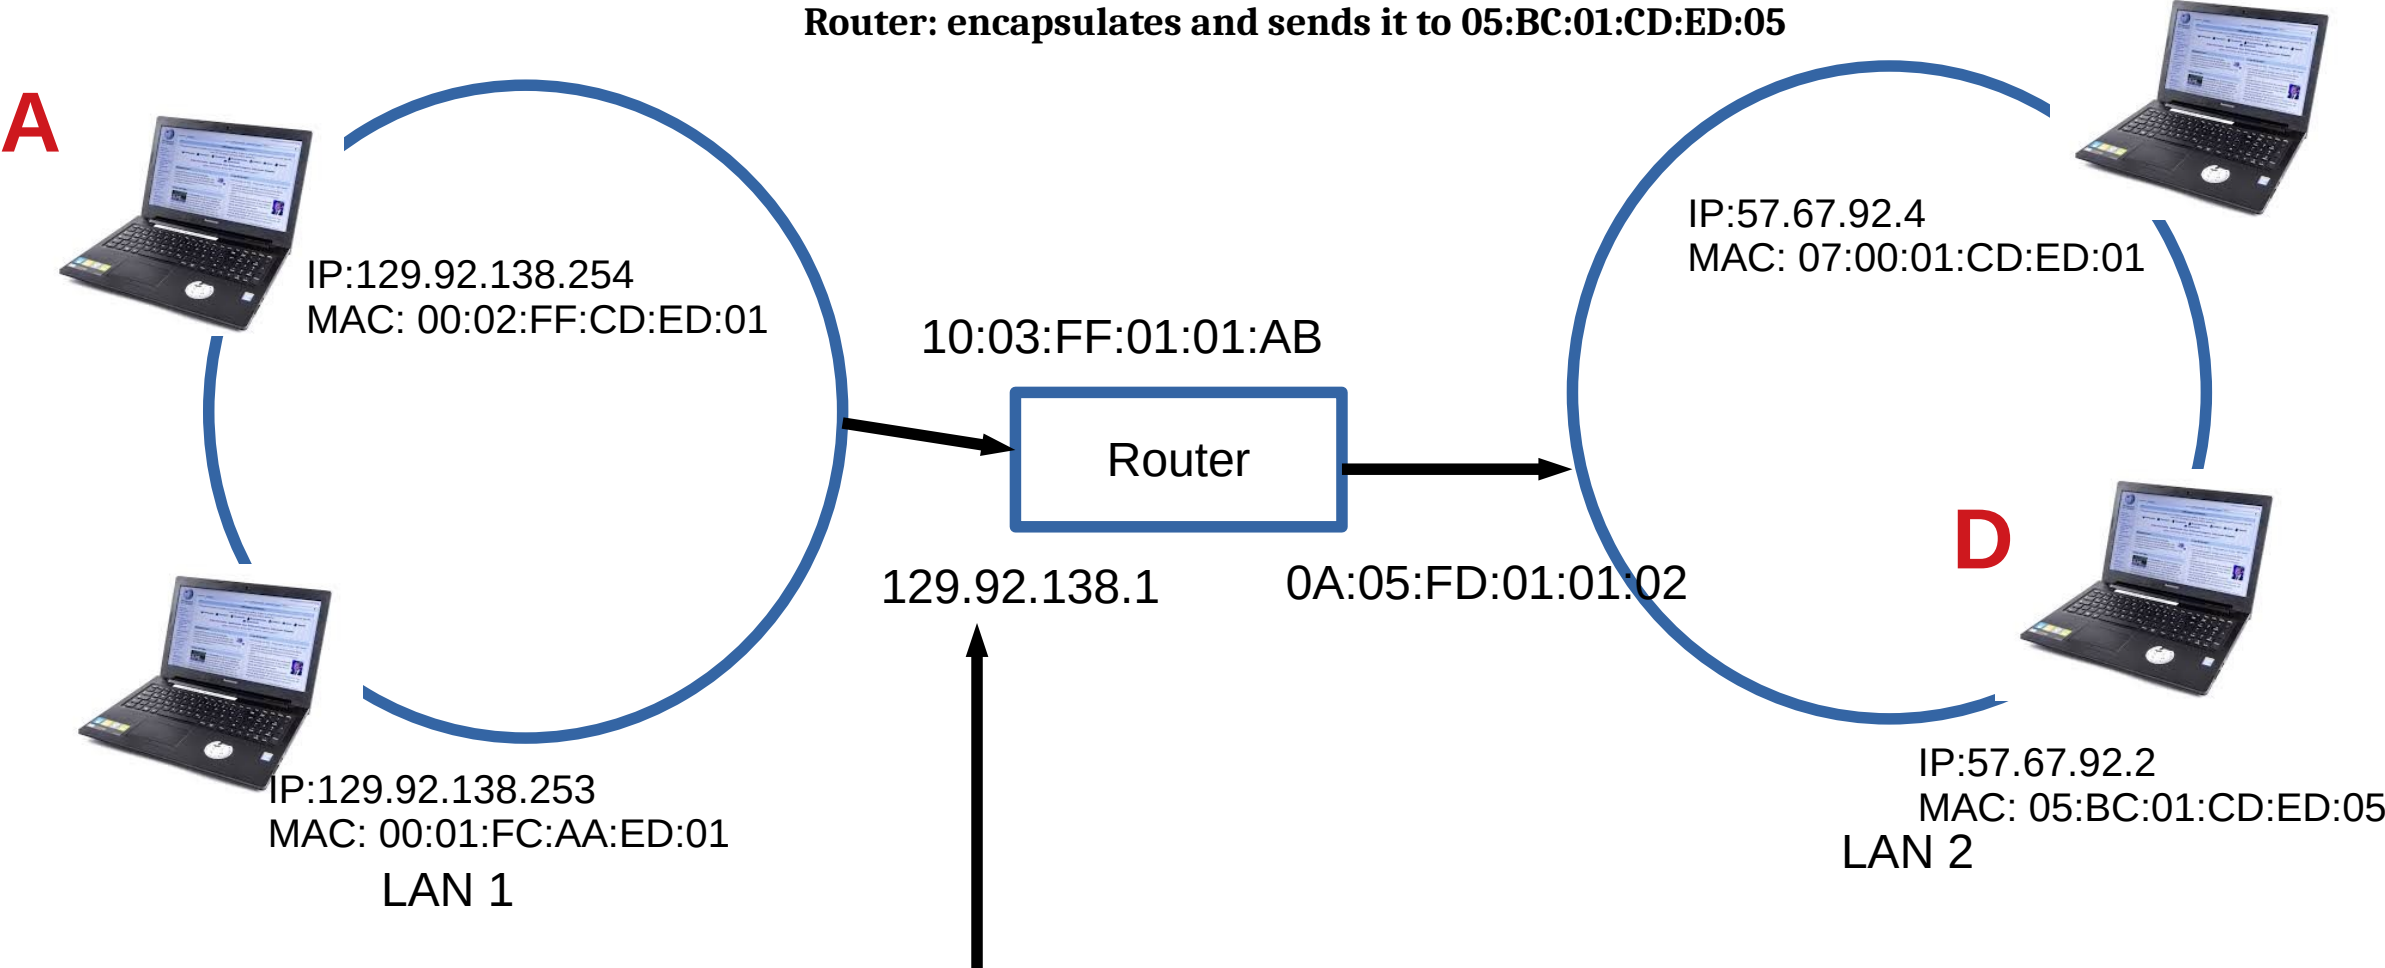 Router: encapsulates and sends it to 05:BC:01:CD:ED:05
A
IP:129.92.138.254
MAC: 00:02:FF:CD:ED:01
IP:57.67.92.4
MAC: 07:00:01:CD:ED:01
10:03:FF:01:01:AB
Router
129.92.138.1
0A:05:FD:01:01:02
D
IP:129.92.138.253
MAC: 00:01:FC:AA:ED:01
LAN 1
IP:57.67.92.2
MAC: 05:BC:01:CD:ED:05
LAN 2